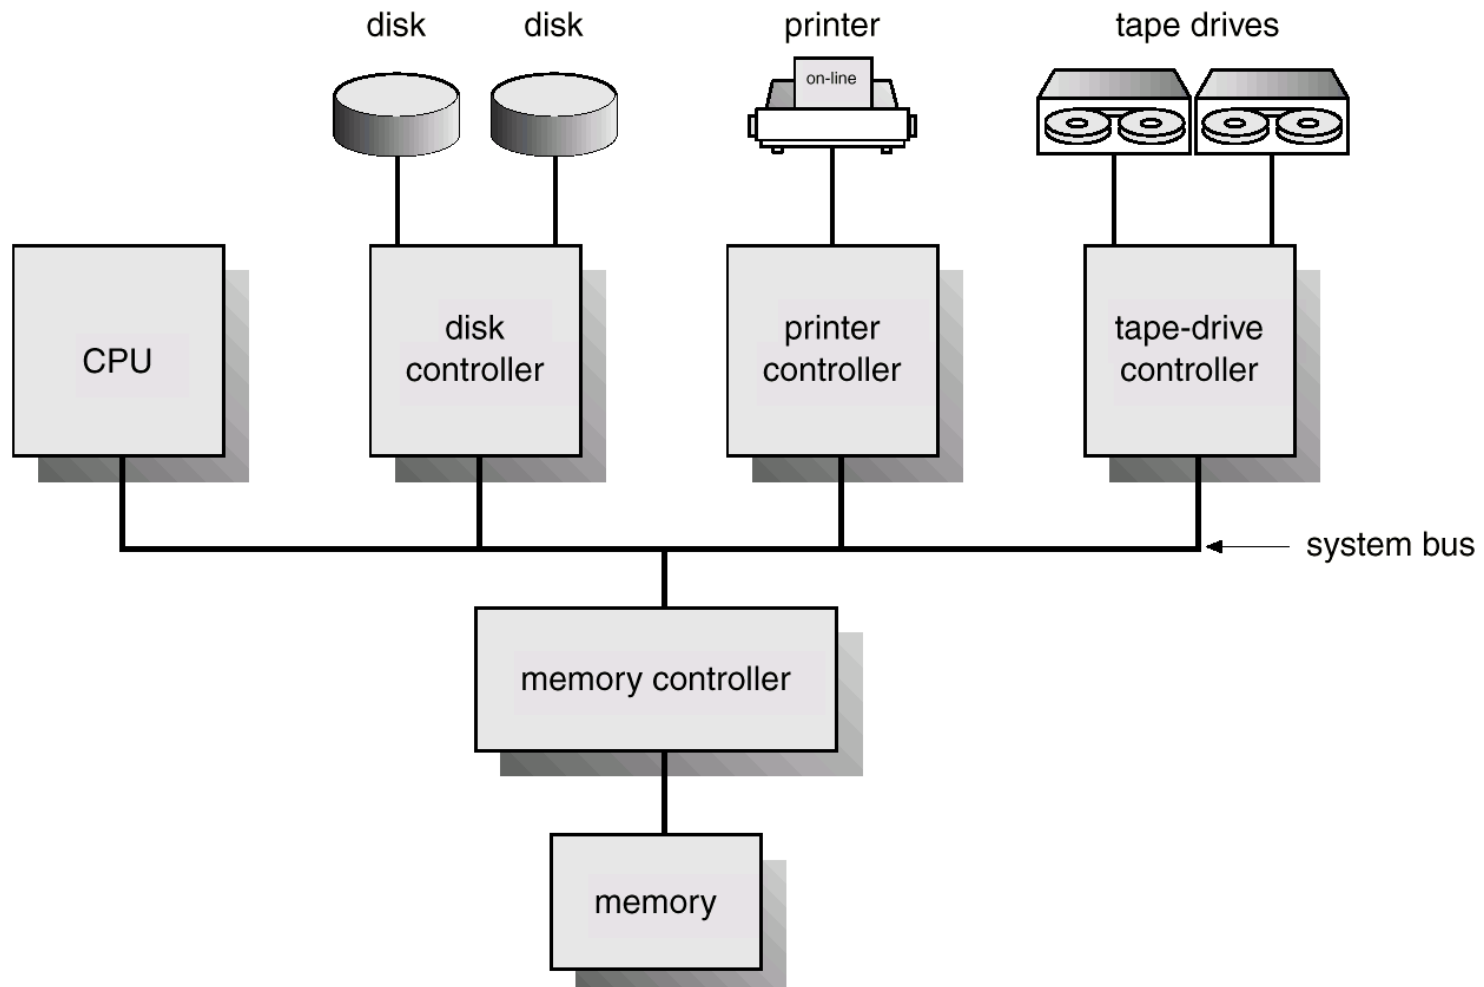 disk
disk
printer
tape drives
on-line
CPU
disk
controller
printer
controller
tape-drive
controller
system bus
memory controller
memory